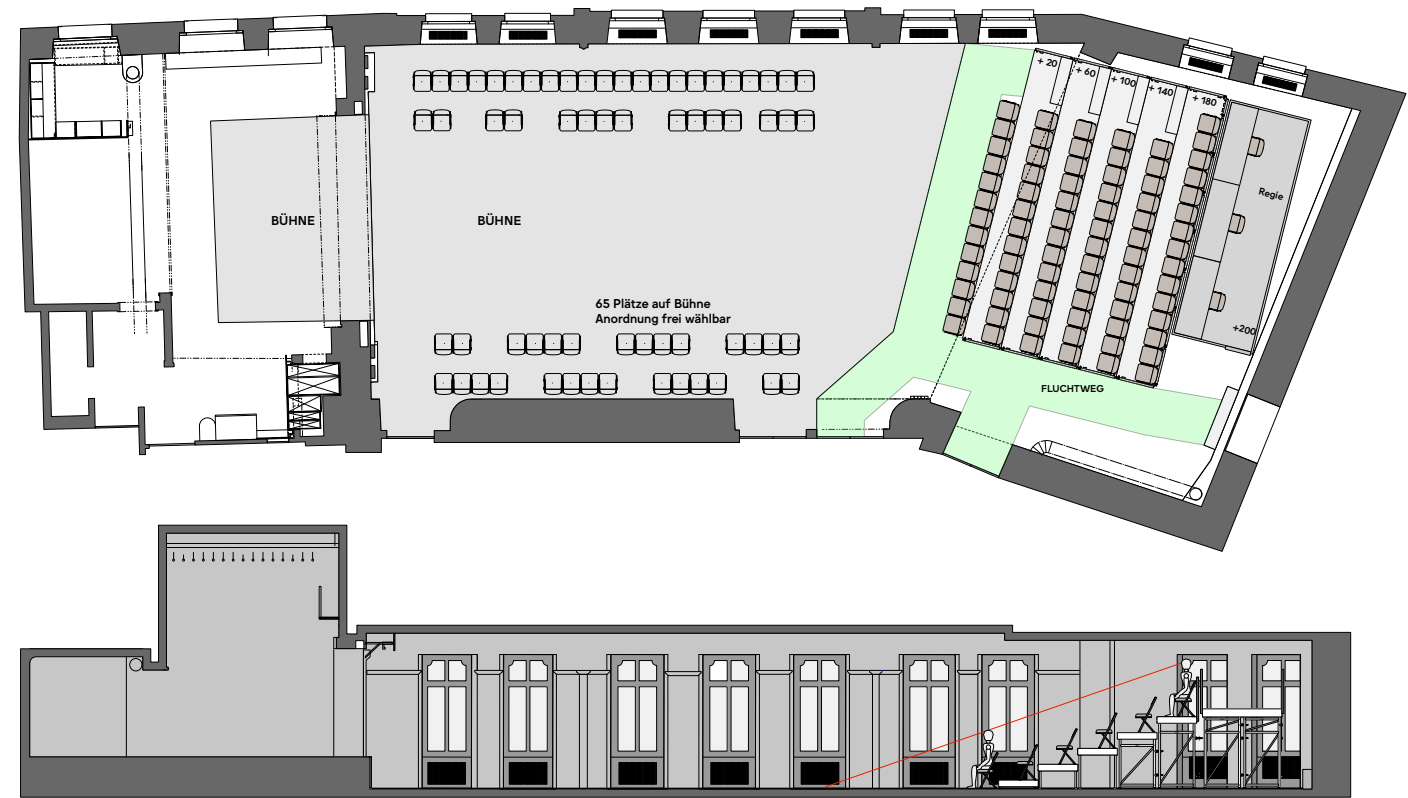 + 20
+ 60
+ 100
+ 140
+ 180
Regie
BÜHNE
BÜHNE
65 Plätze auf Bühne
Anordnung frei wählbar
+200
FLUCHTWEG